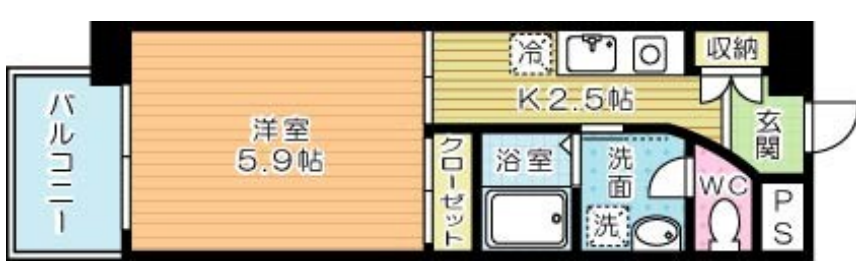 バルコニー
洋室
5.9帖
クローゼット
冷
K2.5帖
収納
玄関
浴室
洗面
洗
WC
PS